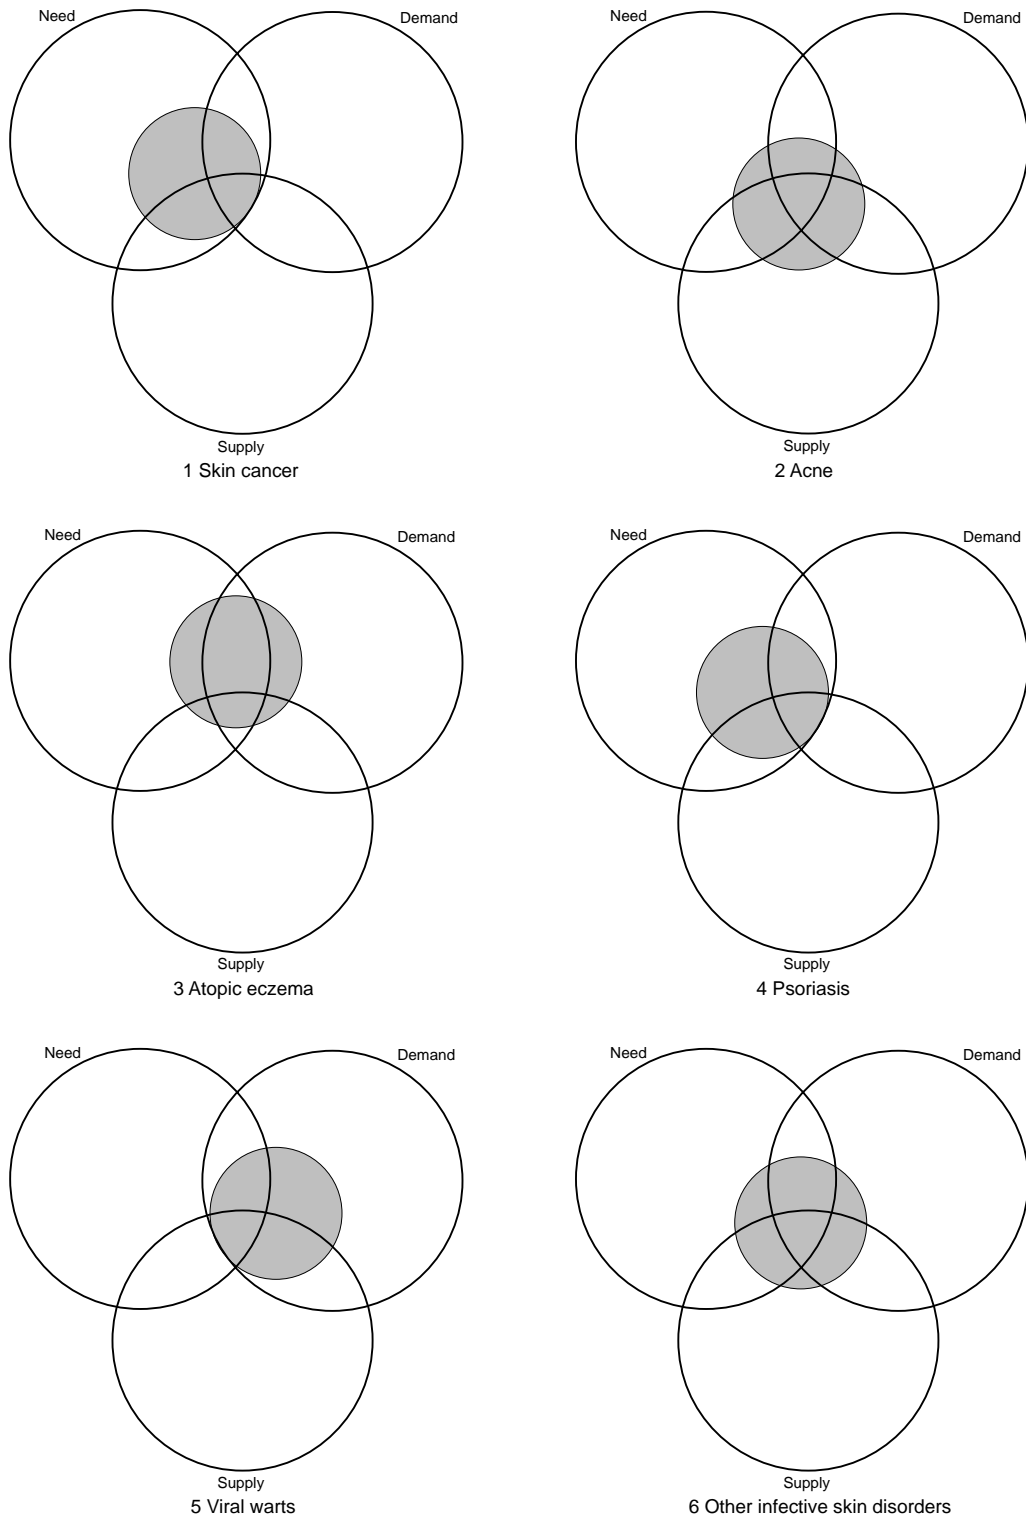 Need
Demand
Need
Demand
Supply
1 Skin cancer
Supply
2 Acne
Need
Demand
Need
Demand
Supply
3 Atopic eczema
Supply
4 Psoriasis
Need
Demand
Need
Demand
Supply
5 Viral warts
Supply
6 Other infective skin disorders